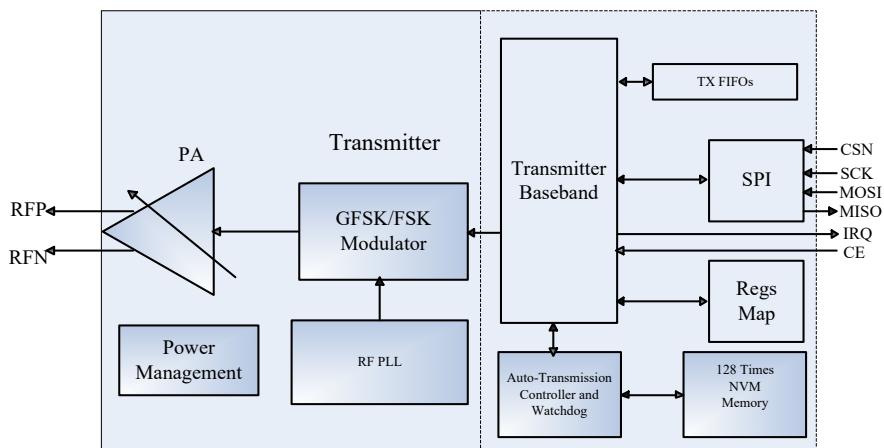 TX FIFOs
Transmitter
PA
Transmitter
Baseband
SPI
CSN
SCK
MOSI
MISO
IRQ
CE
RFP
RFN
GFSK/FSK
Modulator
Regs
Map
Power
Management
RF PLL
Auto-Transmission
Controller and
Watchdog
128 Times
NVM
Memory